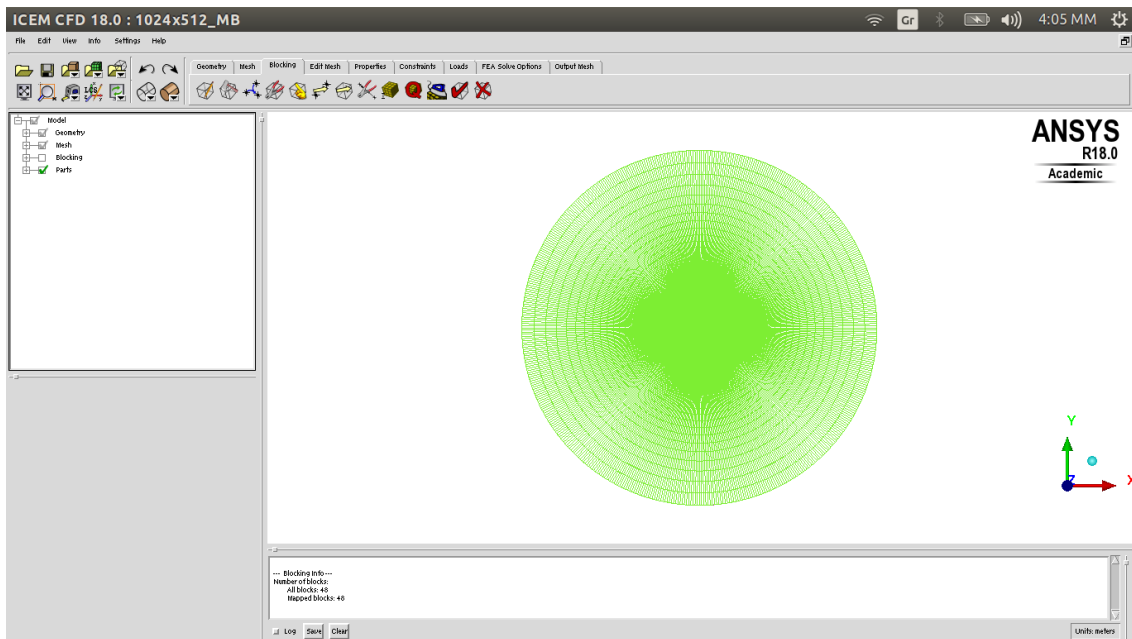 ICEM CFD 18.0 : 1024x512_MB
Gr
4:05 MM
File Edit View Info Settings Help
Geometry Mesh Blocking Edit Mesh Properties Constraints Loads FEA Solve Options Output Mesh
LCS
Model
Geometry
Mesh
Blocking
Parts
ANSYS
R18.0
Academic
Y
Z
X
--- Blocking Info ---
Number of blocks:
All blocks: 48
Mapped blocks: 48
Log Save Clear
Units: meters